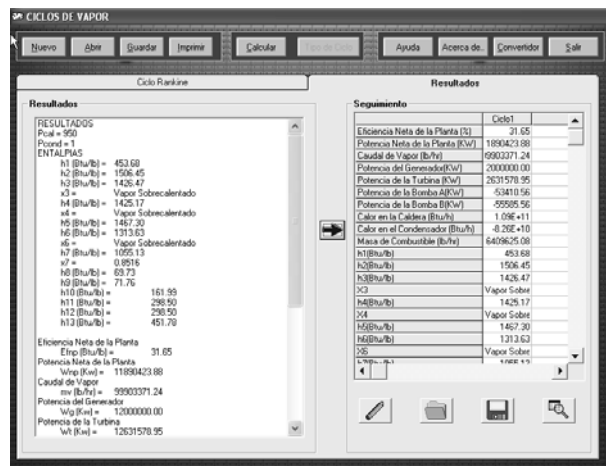 CICLOS DE VAPOR
Nuevo Abrir Guardar Imprimir Calcular Tipo de Ciclo Ayuda Acerca de.. Convertidor Salir
Ciclo Rankine Resultados
Resultados
RESULTADOS
Pcal = 950
Pcond = 1
ENTALPIAS
h1 (Btu/lb) = 453.68
h2 (Btu/lb) = 1506.45
h3 (Btu/lb) = 1426.47
x3 = Vapor Sobrecalentado
h4 (Btu/lb) = 1425.17
x4 = Vapor Sobrecalentado
h5 (Btu/lb) = 1467.30
h6 (Btu/lb) = 1313.63
x6 = Vapor Sobrecalentado
h7 (Btu/lb) = 1055.13
x7 = 0.8516
h8 (Btu/lb) = 69.73
h9 (Btu/lb) = 71.76
h10 (Btu/lb) = 161.99
h11 (Btu/lb) = 298.50
h12 (Btu/lb) = 298.50
h13 (Btu/lb) = 451.78
Eficiencia Neta de la Planta
Efnp (Btu/lb) = 31.65
Potencia Neta de la Planta
Wnp (Kw) = 11890423.88
Caudal de Vapor
mv (lb/hr) = 99903371.24
Potencia del Generador
Wg (Kw) = 12000000.00
Potencia de la Turbina
Wt (Kw) = 12631578.95
Seguimiento
Ciclo1
Eficiencia Neta de la Planta (%) 31.65
Potencia Neta de la Planta (KW) 1890423.88
Caudal de Vapor (lb/hr) 9903371.24
Potencia del Generador(KW) 2000000.00
Potencia de la Turbina (KW) 2631578.95
Potencia de la Bomba A(KW) -53410.56
Potencia de la Bomba B(KW) -55585.56
Calor en la Caldera (Btu/h) 1.09E+11
Calor en el Condensador (Btu/h) -8.26E+10
Masa de Combustible (lb/hr) 6409625.08
h1(Btu/lb) 453.68
h2(Btu/lb) 1506.45
h3(Btu/lb) 1426.47
X3 Vapor Sobre
h4(Btu/lb) 1425.17
X4 Vapor Sobre
h5(Btu/lb) 1467.30
h6(Btu/lb) 1313.63
X6 Vapor Sobre
h7(Btu/lb) 1055.13